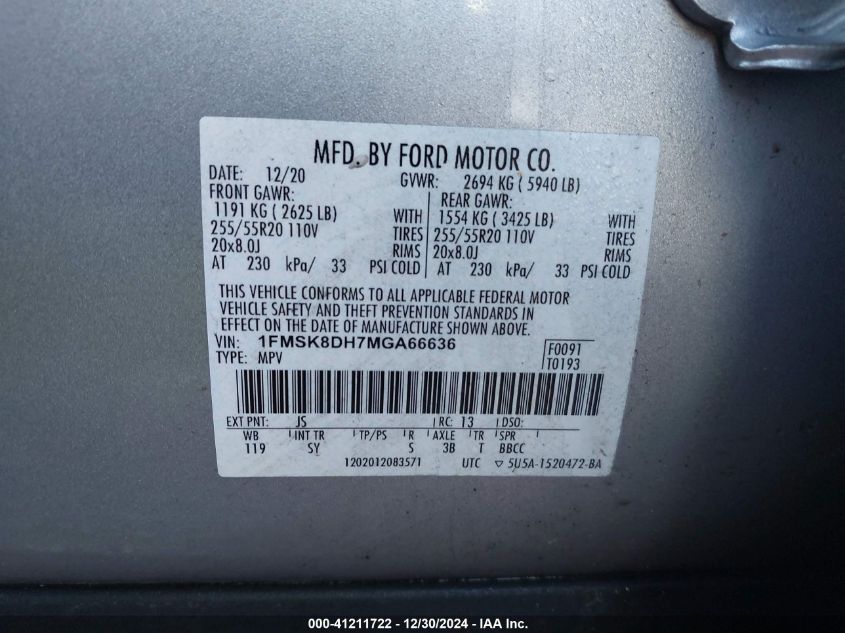 MFD. BY FORD MOTOR CO.
DATE: 12/20 GVWR: 2694 KG ( 5940 LB)
FRONT GAWR: REAR GAWR:
1191 KG ( 2625 LB) WITH 1554 KG ( 3425 LB) WITH
255/55R20 110V TIRES 255/55R20 110V TIRES
20x8.0J RIMS 20x8.0J RIMS
AT 230 kPa/ 33 PSI COLD AT 230 kPa/ 33 PSI COLD
THIS VEHICLE CONFORMS TO ALL APPLICABLE FEDERAL MOTOR
VEHICLE SAFETY AND THEFT PREVENTION STANDARDS IN
EFFECT ON THE DATE OF MANUFACTURE SHOWN ABOVE.
VIN: 1FMSK8DH7MGA66636 F0091
TYPE: MPV T0193
EXT PNT: JS RC: 13 DSO:
WB INT TR TP/PS R AXLE TR SPR
119 SY 5 3B T BBCC
1202012083571 UTC ▽ 5U5A-1520472-BA
000-41211722 - 12/30/2024 - IAA Inc.